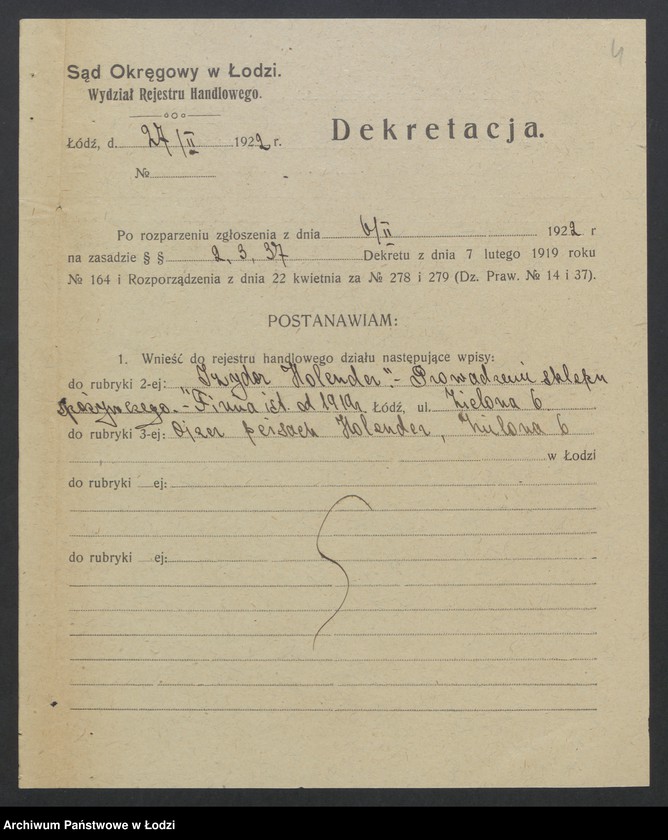 4
Sąd Okręgowy w Łodzi.
Wydział Rejestru Handlowego.
Dekretacja.
Łódź, d. 27/II 1922 r.
№
Po rozparzeniu zgłoszenia z dnia 6/II 1922 r
na zasadzie § § 2, 3, 37 Dekretu z dnia 7 lutego 1919 roku
№ 164 i Rozporządzenia z dnia 22 kwietnia za № 278 i 279 (Dz. Praw. № 14 i 37).
POSTANAWIAM:
1. Wnieść do rejestru handlowego działu następujące wpisy:
do rubryki 2-ej: "Izydor Holender".- Prowadzenie sklepu
spożywczego.- Firma ist. od 1919r. Łódź, ul. Zielona 6
do rubryki 3-ej: Ojzer Holender, Zielona 6
w Łodzi
do rubryki ej:
do rubryki ej:
Archiwum Państwowe w Łodzi